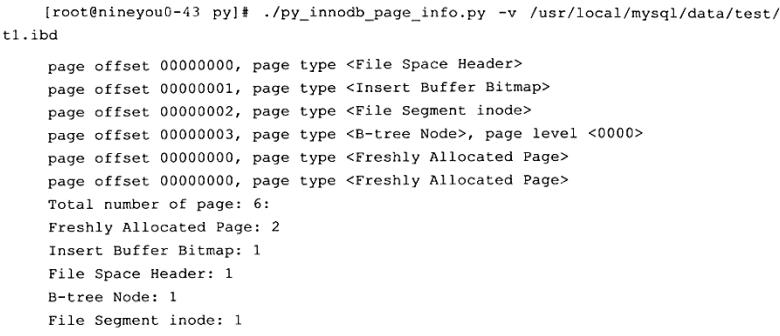 [root@nineyou0-43 py]# ./py_innodb_page_info.py -v /usr/local/mysql/data/test/
t1.ibd
page offset 00000000, page type <File Space Header>
page offset 00000001, page type <Insert Buffer Bitmap>
page offset 00000002, page type <File Segment inode>
page offset 00000003, page type <B-tree Node>, page level <0000>
page offset 00000000, page type <Freshly Allocated Page>
page offset 00000000, page type <Freshly Allocated Page>
Total number of page: 6:
Freshly Allocated Page: 2
Insert Buffer Bitmap: 1
File Space Header: 1
B-tree Node: 1
File Segment inode: 1